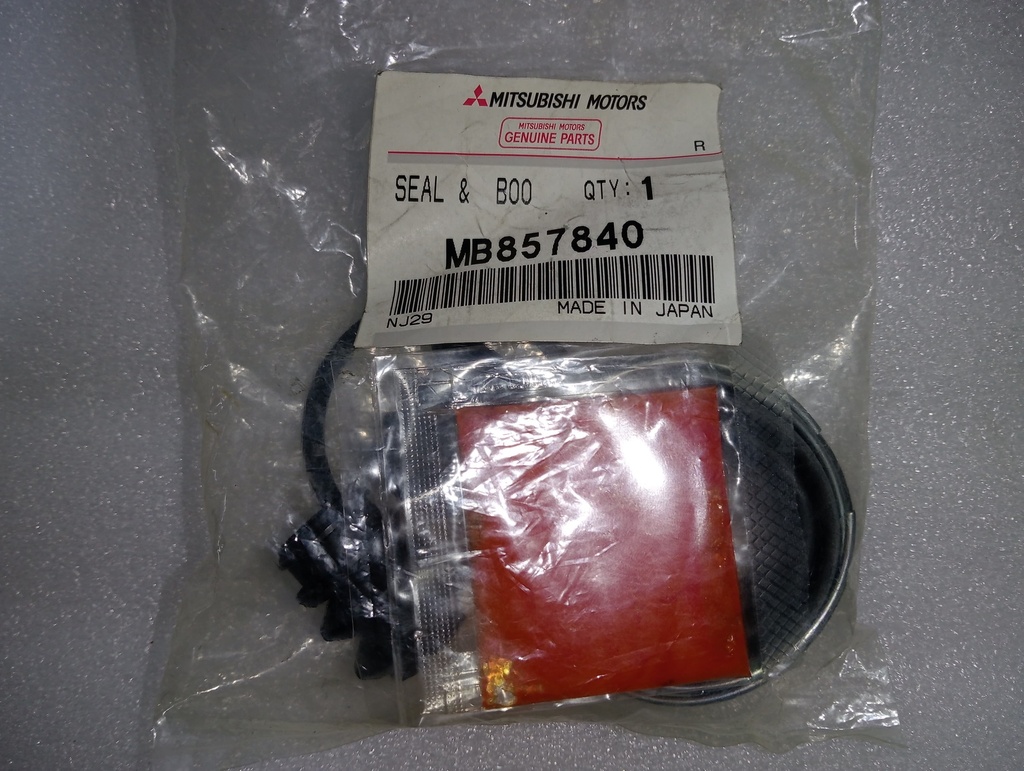 MITSUBISHI MOTORS
MITSUBISHI MOTORS
GENUINE PARTS
R
SEAL & BOO QTY: 1
MB857840
NJ29 MADE IN JAPAN